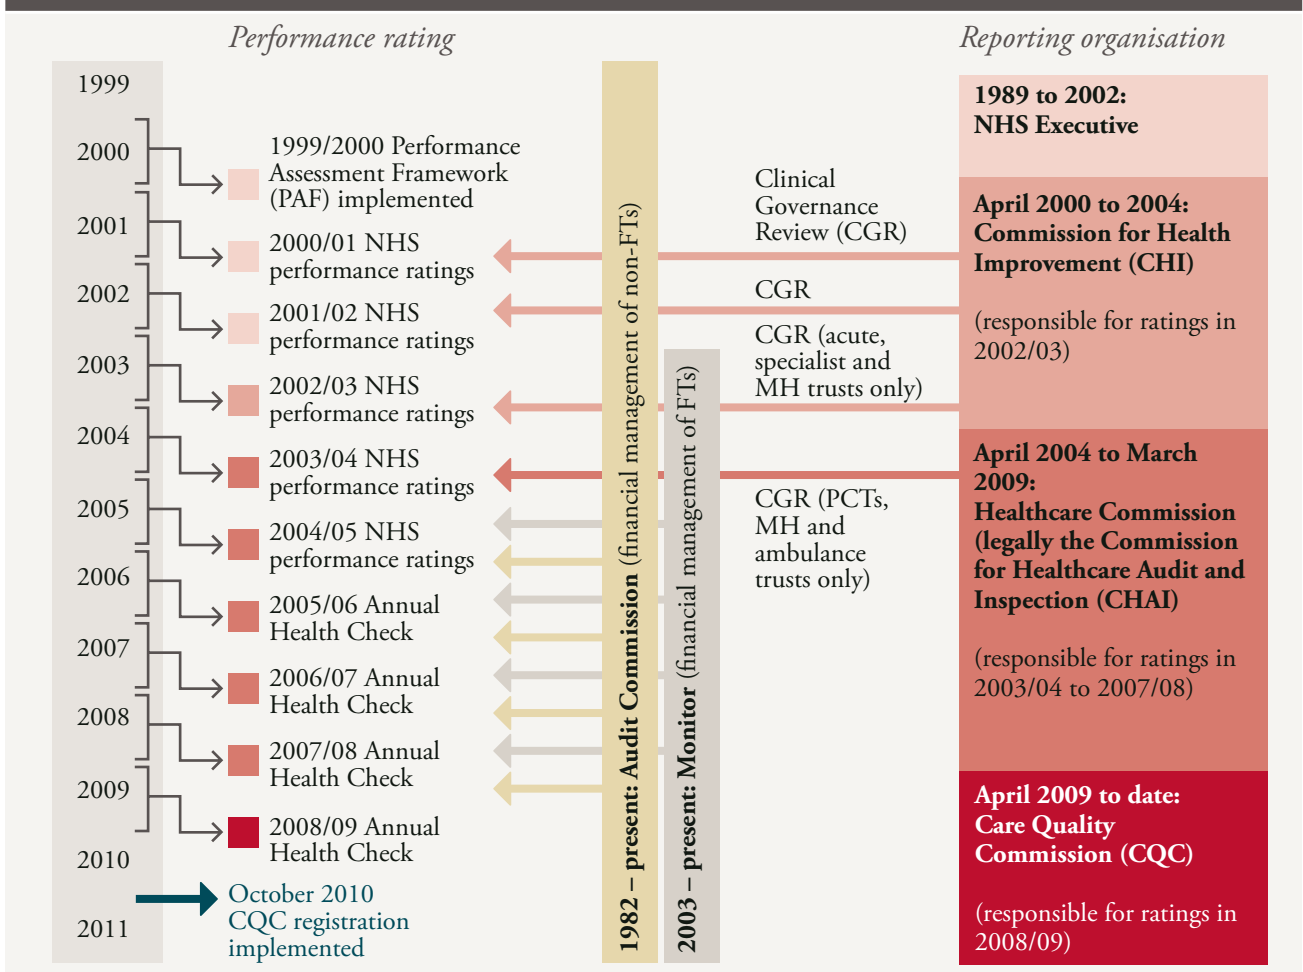 Performance rating
Reporting organisation
1999
2000
2001
2002
2003
2004
2005
2006
2007
2008
2009
2010
2011
1999/2000 Performance
Assessment Framework
(PAF) implemented
2000/01 NHS
performance ratings
2001/02 NHS
performance ratings
2002/03 NHS
performance ratings
2003/04 NHS
performance ratings
2004/05 NHS
performance ratings
2005/06 Annual
Health Check
2006/07 Annual
Health Check
2007/08 Annual
Health Check
2008/09 Annual
Health Check
October 2010
CQC registration
implemented
1982 – present: Audit Commission (financial management of non-FTs)
2003 – present: Monitor (financial management of FTs)
Clinical
Governance
Review (CGR)
CGR
CGR (acute,
specialist and
MH trusts only)
CGR (PCTs,
MH and
ambulance
trusts only)
1989 to 2002:
NHS Executive
April 2000 to 2004:
Commission for Health
Improvement (CHI)
(responsible for ratings in
2002/03)
April 2004 to March
2009:
Healthcare Commission
(legally the Commission
for Healthcare Audit and
Inspection (CHAI)
(responsible for ratings in
2003/04 to 2007/08)
April 2009 to date:
Care Quality
Commission (CQC)
(responsible for ratings in
2008/09)